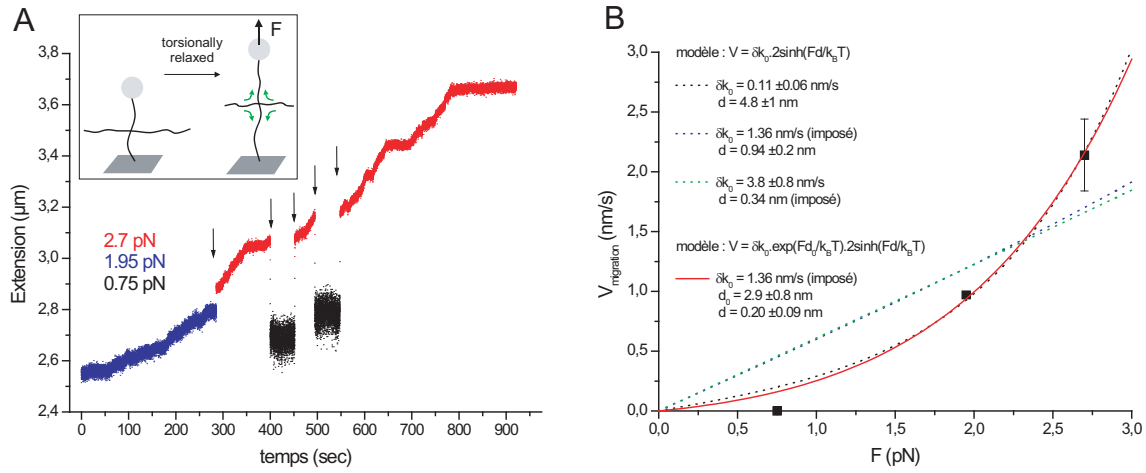 A
F
torsionally
relaxed
2.7 pN
1.95 pN
0.75 pN
Extension (µm)
3,8
3,6
3,4
3,2
3,0
2,8
2,6
2,4
0 100 200 300 400 500 600 700 800 900 1000
temps (sec)
B
modèle : V = δk₀.2sinh(Fd/k_BT)
δk₀ = 0.11 ±0.06 nm/s
d = 4.8 ±1 nm
δk₀ = 1.36 nm/s (imposé)
d = 0.94 ±0.2 nm
δk₀ = 3.8 ±0.8 nm/s
d = 0.34 nm (imposé)
modèle : V = δk₀.exp(Fd₀/k_BT).2sinh(Fd/k_BT)
δk₀ = 1.36 nm/s (imposé)
d₀ = 2.9 ±0.8 nm
d = 0.20 ±0.09 nm
V_migration (nm/s)
3,0
2,5
2,0
1,5
1,0
0,5
0,0
0,0 0,5 1,0 1,5 2,0 2,5 3,0
F (pN)